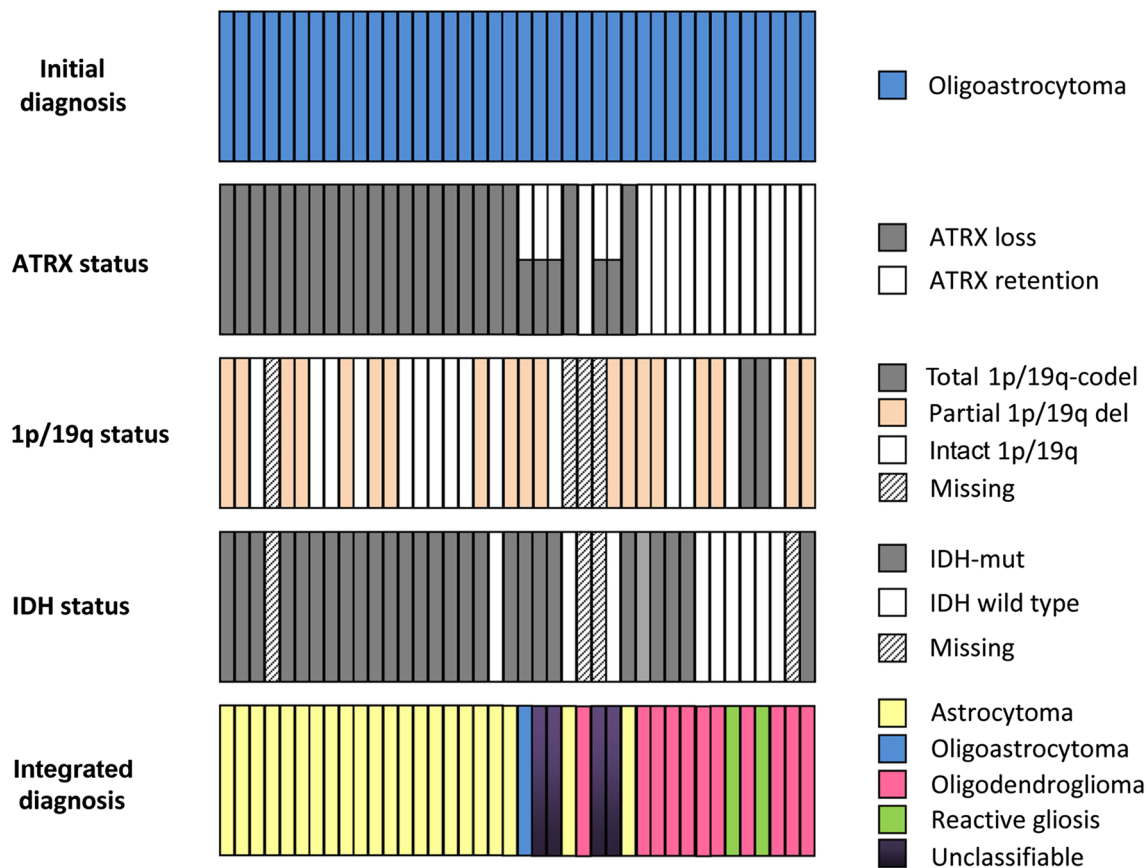 Initial
diagnosis
Oligoastrocytoma
ATRX status
ATRX loss
ATRX retention
1p/19q status
Total 1p/19q-codel
Partial 1p/19q del
Intact 1p/19q
Missing
IDH status
IDH-mut
IDH wild type
Missing
Integrated
diagnosis
Astrocytoma
Oligoastrocytoma
Oligodendroglioma
Reactive gliosis
Unclassifiable